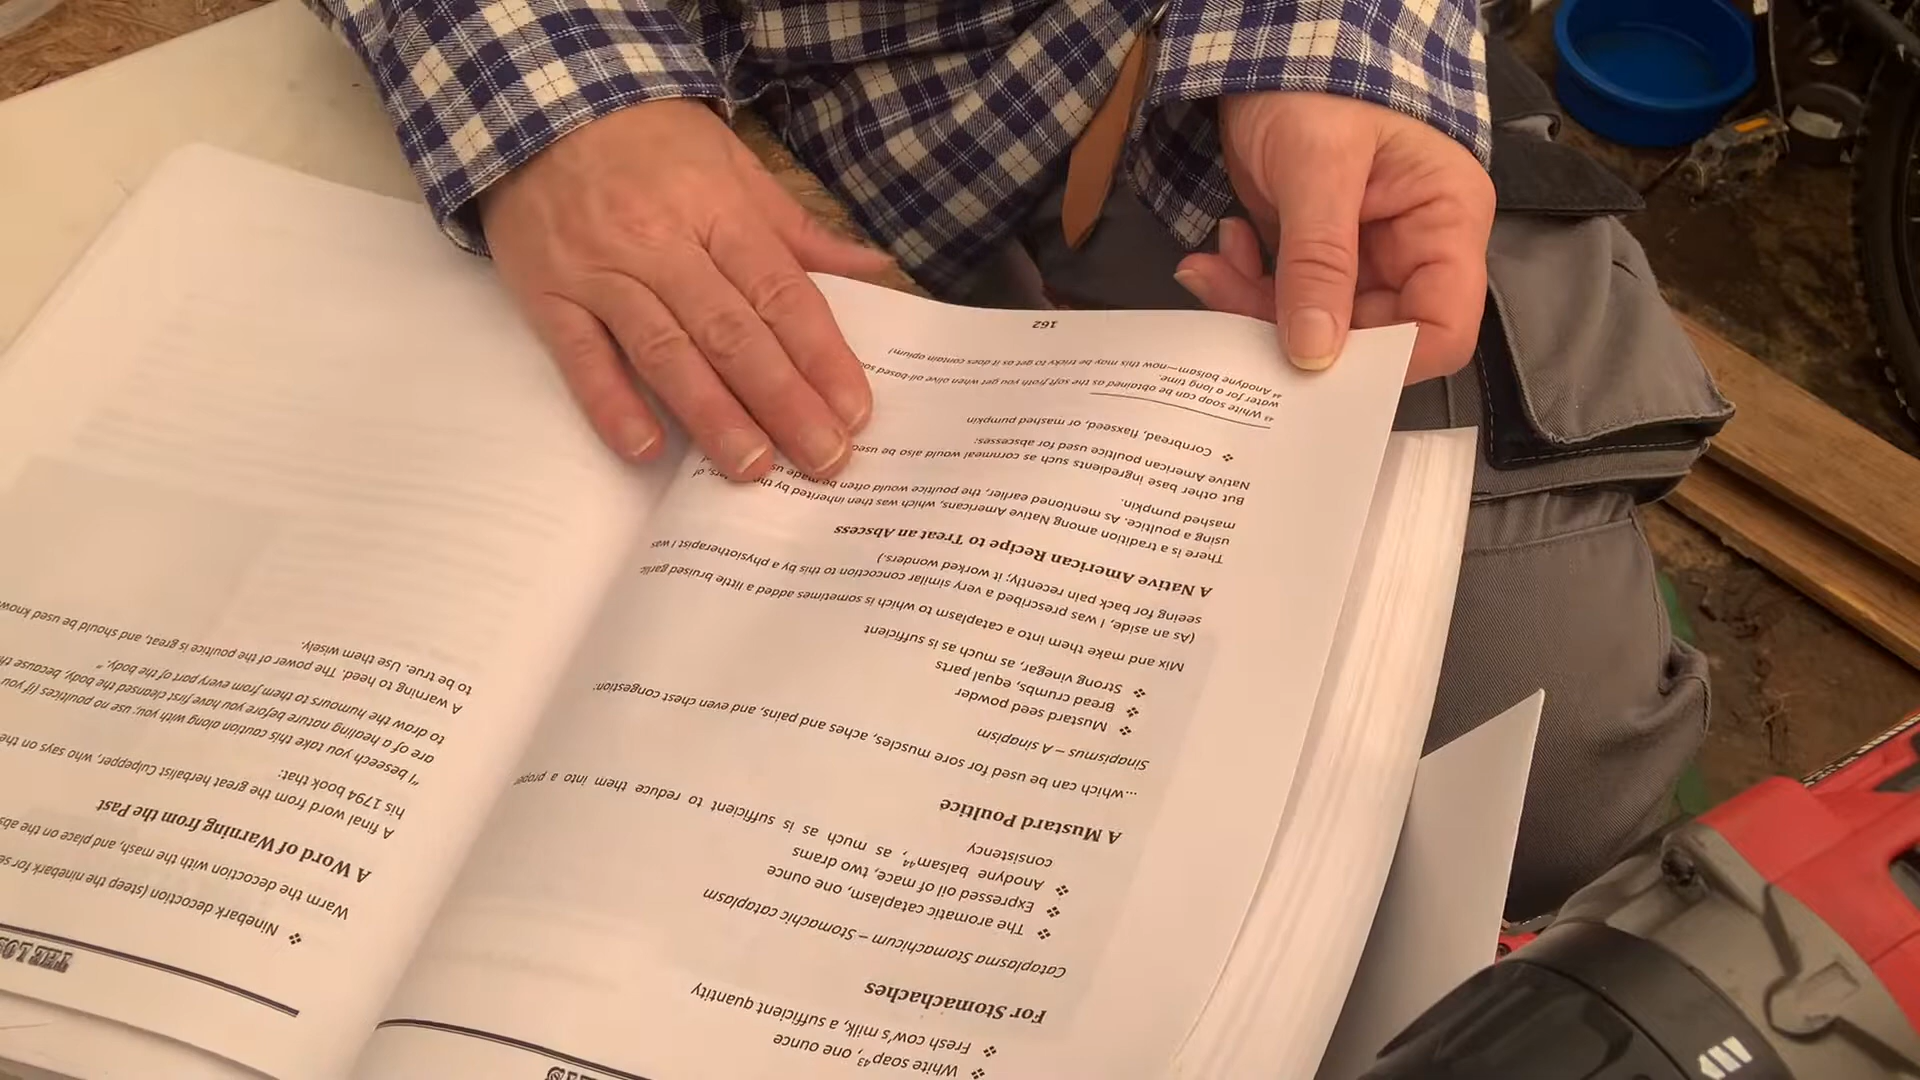 ❖ White soap⁴³, one ounce
❖ Fresh cow's milk, a sufficient quantity
For Stomachaches
Cataplasma Stomachicum – Stomachic cataplasm
❖ The aromatic cataplasm, one ounce
❖ Expressed oil of mace, two drams
❖ Anodyne balsam⁴⁴, as much as is sufficient to reduce them into a proper
consistency
A Mustard Poultice
...which can be used for sore muscles, aches and pains, and even chest congestion:
Sinapismus – A sinapism
❖ Mustard seed powder
❖ Bread crumbs, equal parts
❖ Strong vinegar, as much as is sufficient
Mix and make them into a cataplasm to which is sometimes added a little bruised garlic.
(As an aside, I was prescribed a very similar concoction to this by a physiotherapist I was
seeing for back pain recently; it worked wonders.)
A Native American Recipe to Treat an Abscess
There is a tradition among Native Americans, which was then inherited by the of
using a poultice. As mentioned earlier, the poultice would often be made us of
mashed pumpkin.
But other base ingredients such as cornmeal would also be used
Native American poultice used for abscesses:
❖ Cornbread, flaxseed, or mashed pumpkin
⁴³ White soap can be obtained as the soft froth you get when olive oil-based so
water for a long time.
⁴⁴ Anodyne balsam—now this may be tricky to get as it does contain opium!
162
THE LOS
❖ Ninebark decoction (steep the ninebark for se
Warm the decoction with the mash, and place on the abs
A Word of Warning from the Past
A final word from the great herbalist Culpepper, who says on the
his 1794 book that:
"I beseech you take this caution along with you; use no poultices (if you
are of a healing nature before you have first cleansed the body, because th
to draw the humours to them from every part of the body."
A warning to heed. The power of the poultice is great, and should be used know
to be true. Use them wisely.